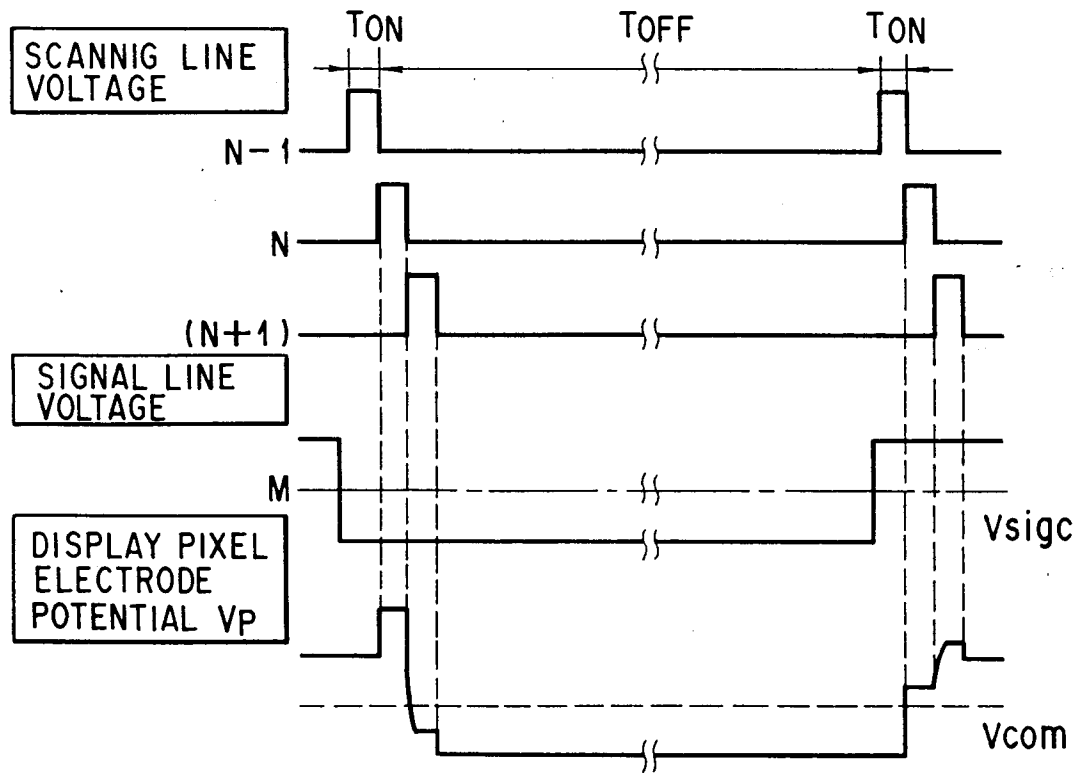 TON TOFF TON
SCANNIG LINE
VOLTAGE
N-1
N
(N+1)
SIGNAL LINE
VOLTAGE
M
Vsigc
DISPLAY PIXEL
ELECTRODE
POTENTIAL VP
Vcom